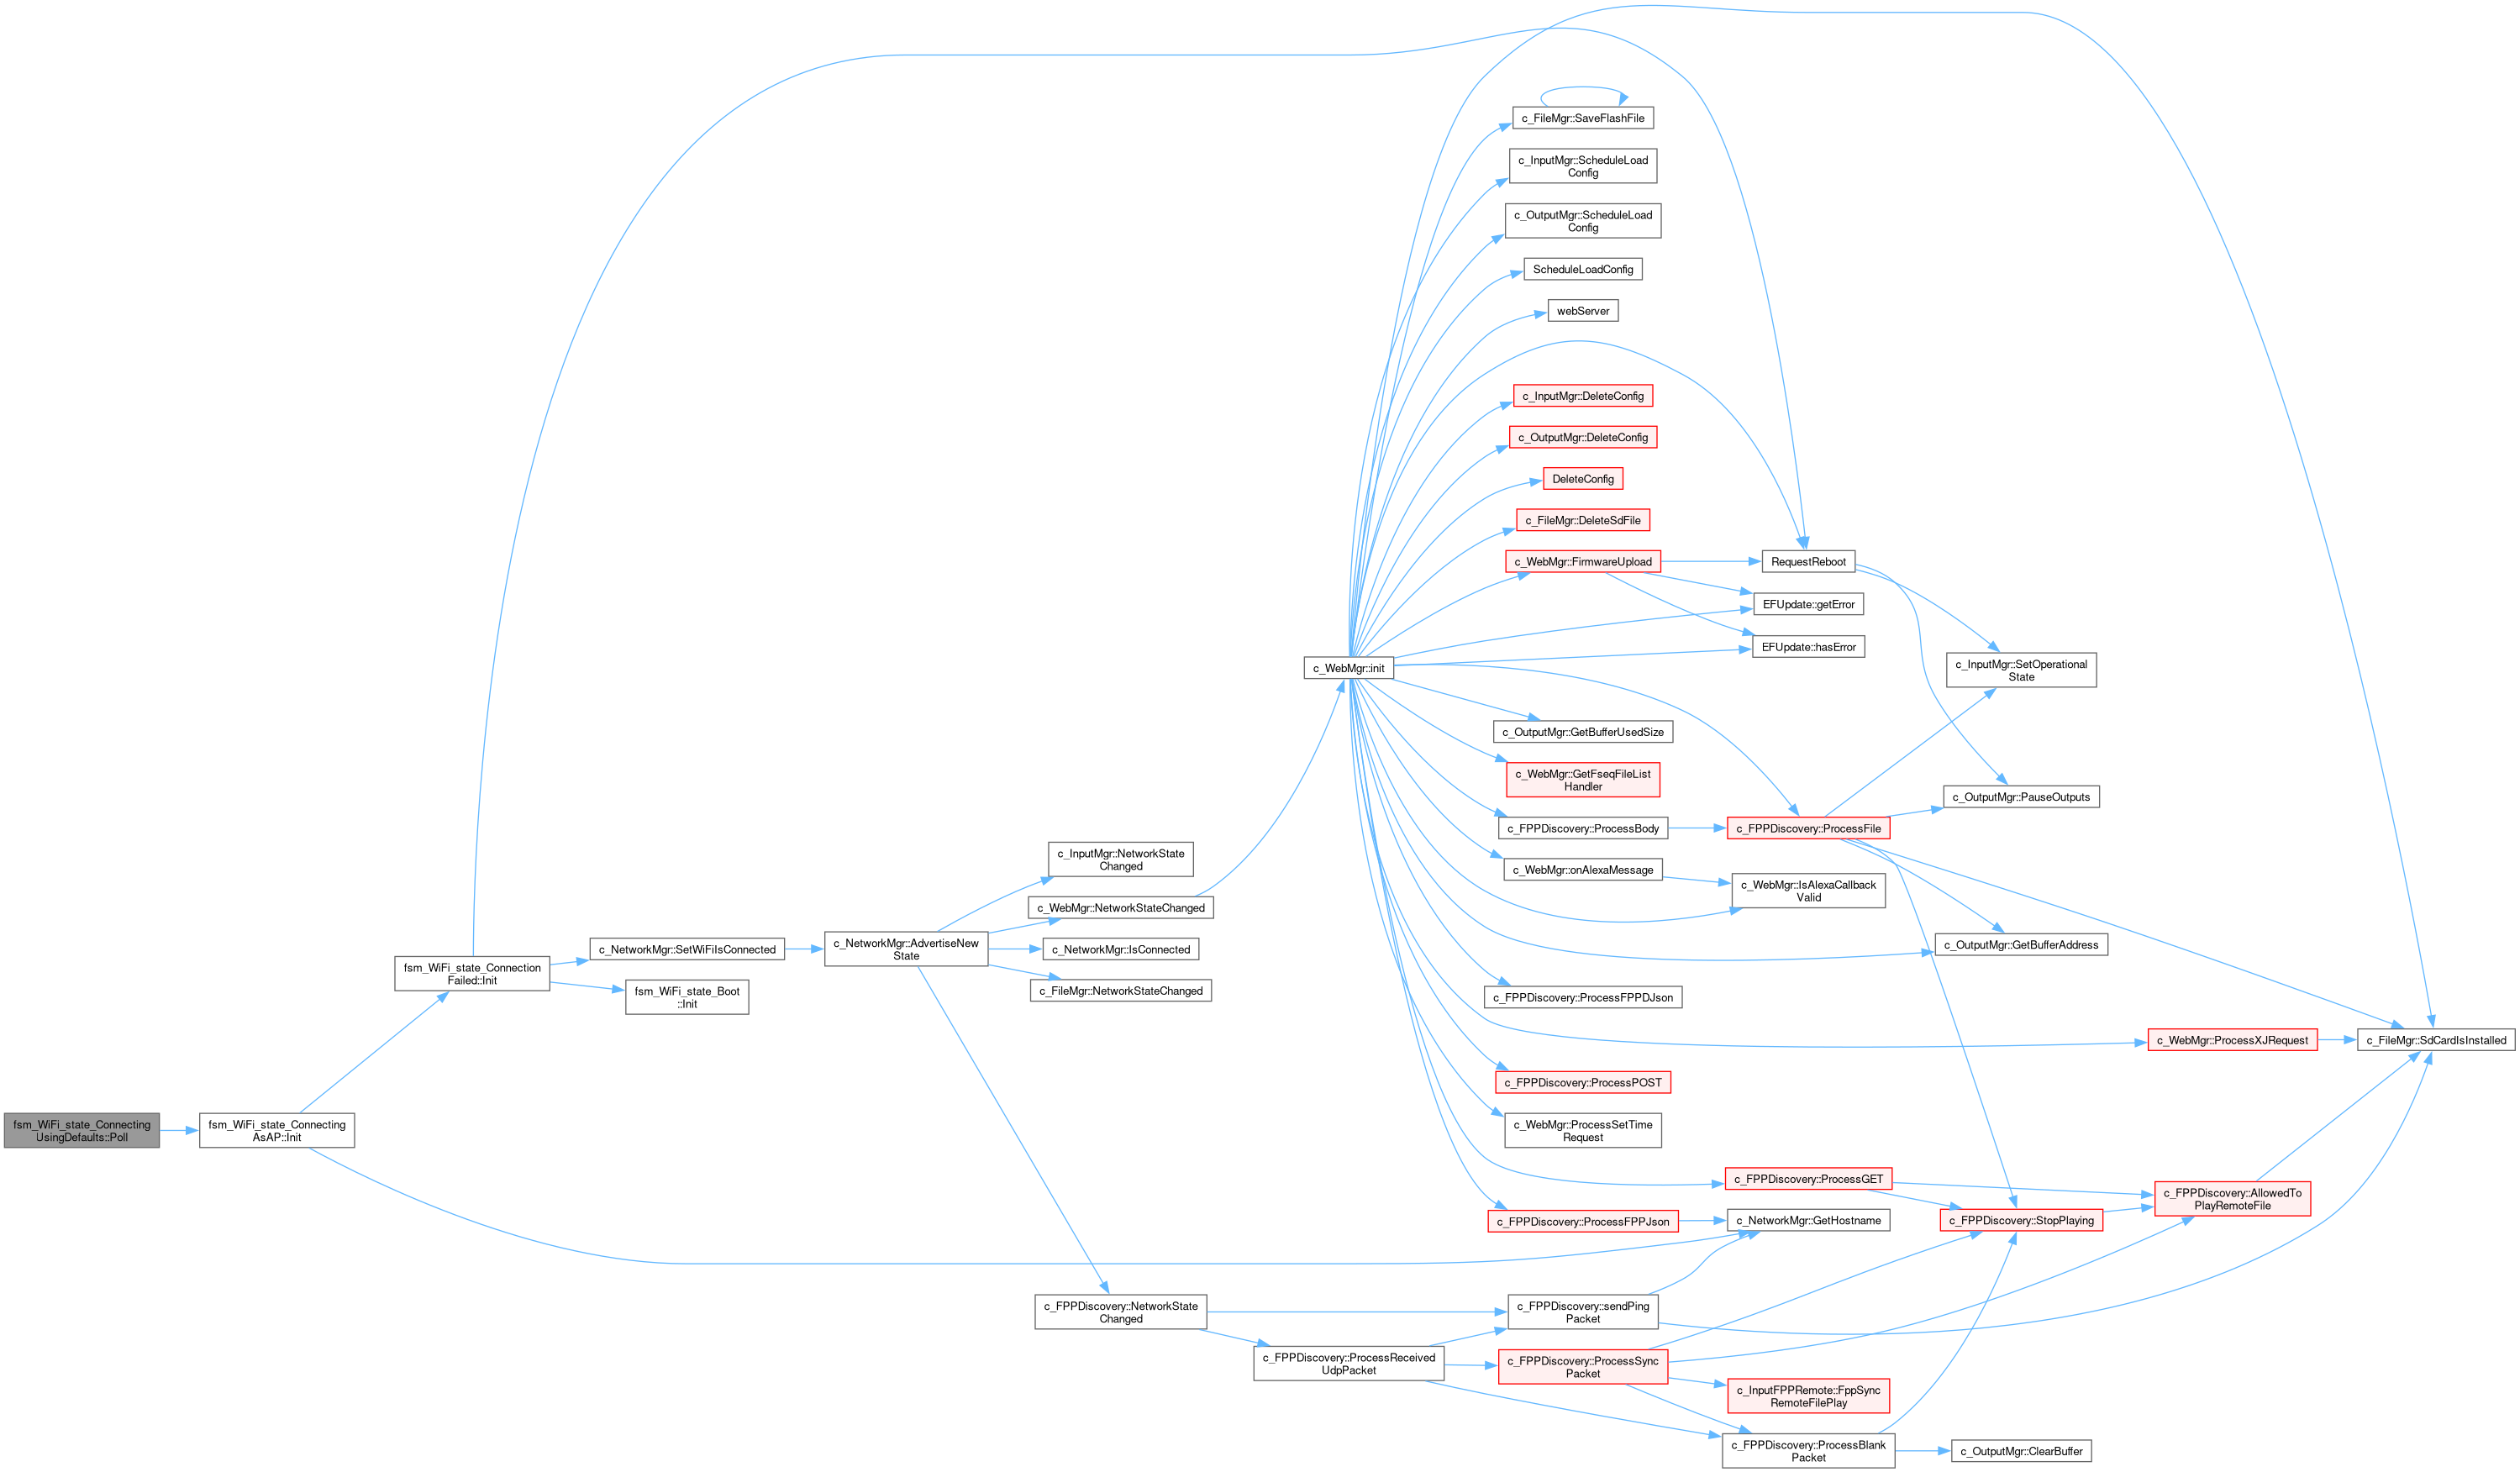 fsm_WiFi_state_Connecting
UsingDefaults::Poll
fsm_WiFi_state_Connecting
AsAP::Init
fsm_WiFi_state_Connection
Failed::Init
c_NetworkMgr::SetWiFiIsConnected
fsm_WiFi_state_Boot
::Init
c_NetworkMgr::AdvertiseNew
State
c_InputMgr::NetworkState
Changed
c_WebMgr::NetworkStateChanged
c_NetworkMgr::IsConnected
c_FileMgr::NetworkStateChanged
c_FPPDiscovery::NetworkState
Changed
c_FPPDiscovery::ProcessReceived
UdpPacket
c_WebMgr::init
c_FileMgr::SaveFlashFile
c_InputMgr::ScheduleLoad
Config
c_OutputMgr::ScheduleLoad
Config
ScheduleLoadConfig
webServer
c_InputMgr::DeleteConfig
c_OutputMgr::DeleteConfig
DeleteConfig
c_FileMgr::DeleteSdFile
c_WebMgr::FirmwareUpload
RequestReboot
EFUpdate::getError
EFUpdate::hasError
c_InputMgr::SetOperational
State
c_OutputMgr::GetBufferUsedSize
c_WebMgr::GetFseqFileList
Handler
c_OutputMgr::PauseOutputs
c_FPPDiscovery::ProcessBody
c_FPPDiscovery::ProcessFile
c_WebMgr::onAlexaMessage
c_WebMgr::IsAlexaCallback
Valid
c_OutputMgr::GetBufferAddress
c_FPPDiscovery::ProcessFPPDJson
c_WebMgr::ProcessXJRequest
c_FileMgr::SdCardIsInstalled
c_FPPDiscovery::ProcessPOST
c_WebMgr::ProcessSetTime
Request
c_FPPDiscovery::ProcessGET
c_FPPDiscovery::AllowedTo
PlayRemoteFile
c_FPPDiscovery::ProcessFPPJson
c_NetworkMgr::GetHostname
c_FPPDiscovery::StopPlaying
c_FPPDiscovery::sendPing
Packet
c_FPPDiscovery::ProcessSync
Packet
c_InputFPPRemote::FppSync
RemoteFilePlay
c_FPPDiscovery::ProcessBlank
Packet
c_OutputMgr::ClearBuffer